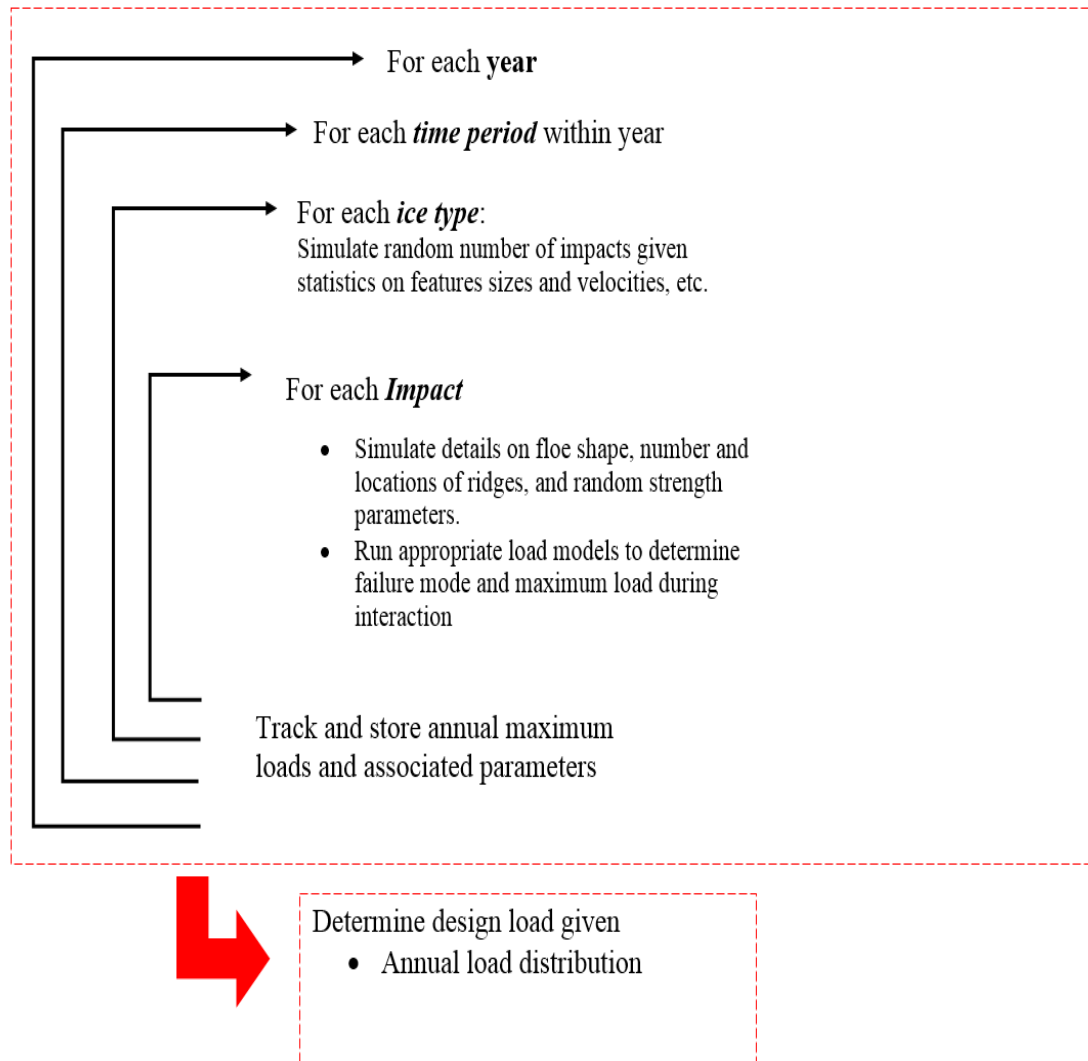 For each year
For each time period within year
For each ice type:
Simulate random number of impacts given
statistics on features sizes and velocities, etc.
For each Impact
• Simulate details on floe shape, number and
locations of ridges, and random strength
parameters.
• Run appropriate load models to determine
failure mode and maximum load during
interaction
Track and store annual maximum
loads and associated parameters
Determine design load given
• Annual load distribution